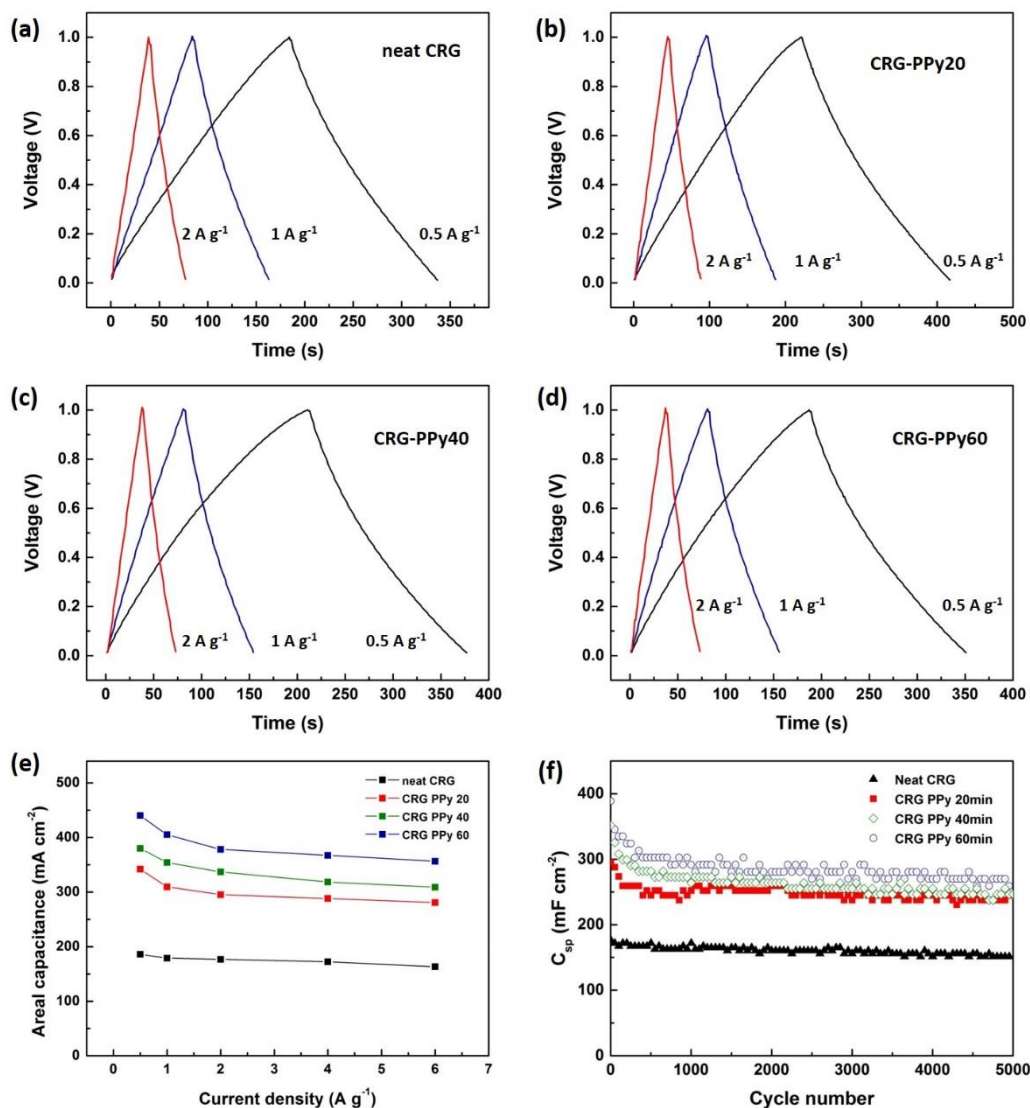 (a)
neat CRG
Voltage (V)
1.0
0.8
0.6
0.4
0.2
0.0
2 A g⁻¹
1 A g⁻¹
0.5 A g⁻¹
0 50 100 150 200 250 300 350
Time (s)
(b)
CRG-PPy20
Voltage (V)
1.0
0.8
0.6
0.4
0.2
0.0
2 A g⁻¹
1 A g⁻¹
0.5 A g⁻¹
0 100 200 300 400 500
Time (s)
(c)
CRG-PPy40
Voltage (V)
1.0
0.8
0.6
0.4
0.2
0.0
2 A g⁻¹
1 A g⁻¹
0.5 A g⁻¹
0 50 100 150 200 250 300 350 400
Time (s)
(d)
CRG-PPy60
Voltage (V)
1.0
0.8
0.6
0.4
0.2
0.0
2 A g⁻¹
1 A g⁻¹
0.5 A g⁻¹
0 50 100 150 200 250 300 350 400
Time (s)
(e)
Areal capacitance (mA cm⁻²)
500
400
300
200
100
0
neat CRG
CRG PPy 20
CRG PPy 40
CRG PPy 60
0 1 2 3 4 5 6 7
Current density (A g⁻¹)
(f)
Csp (mF cm⁻²)
400
300
200
150
100
0
Neat CRG
CRG PPy 20min
CRG PPy 40min
CRG PPy 60min
0 1000 2000 3000 4000 5000
Cycle number